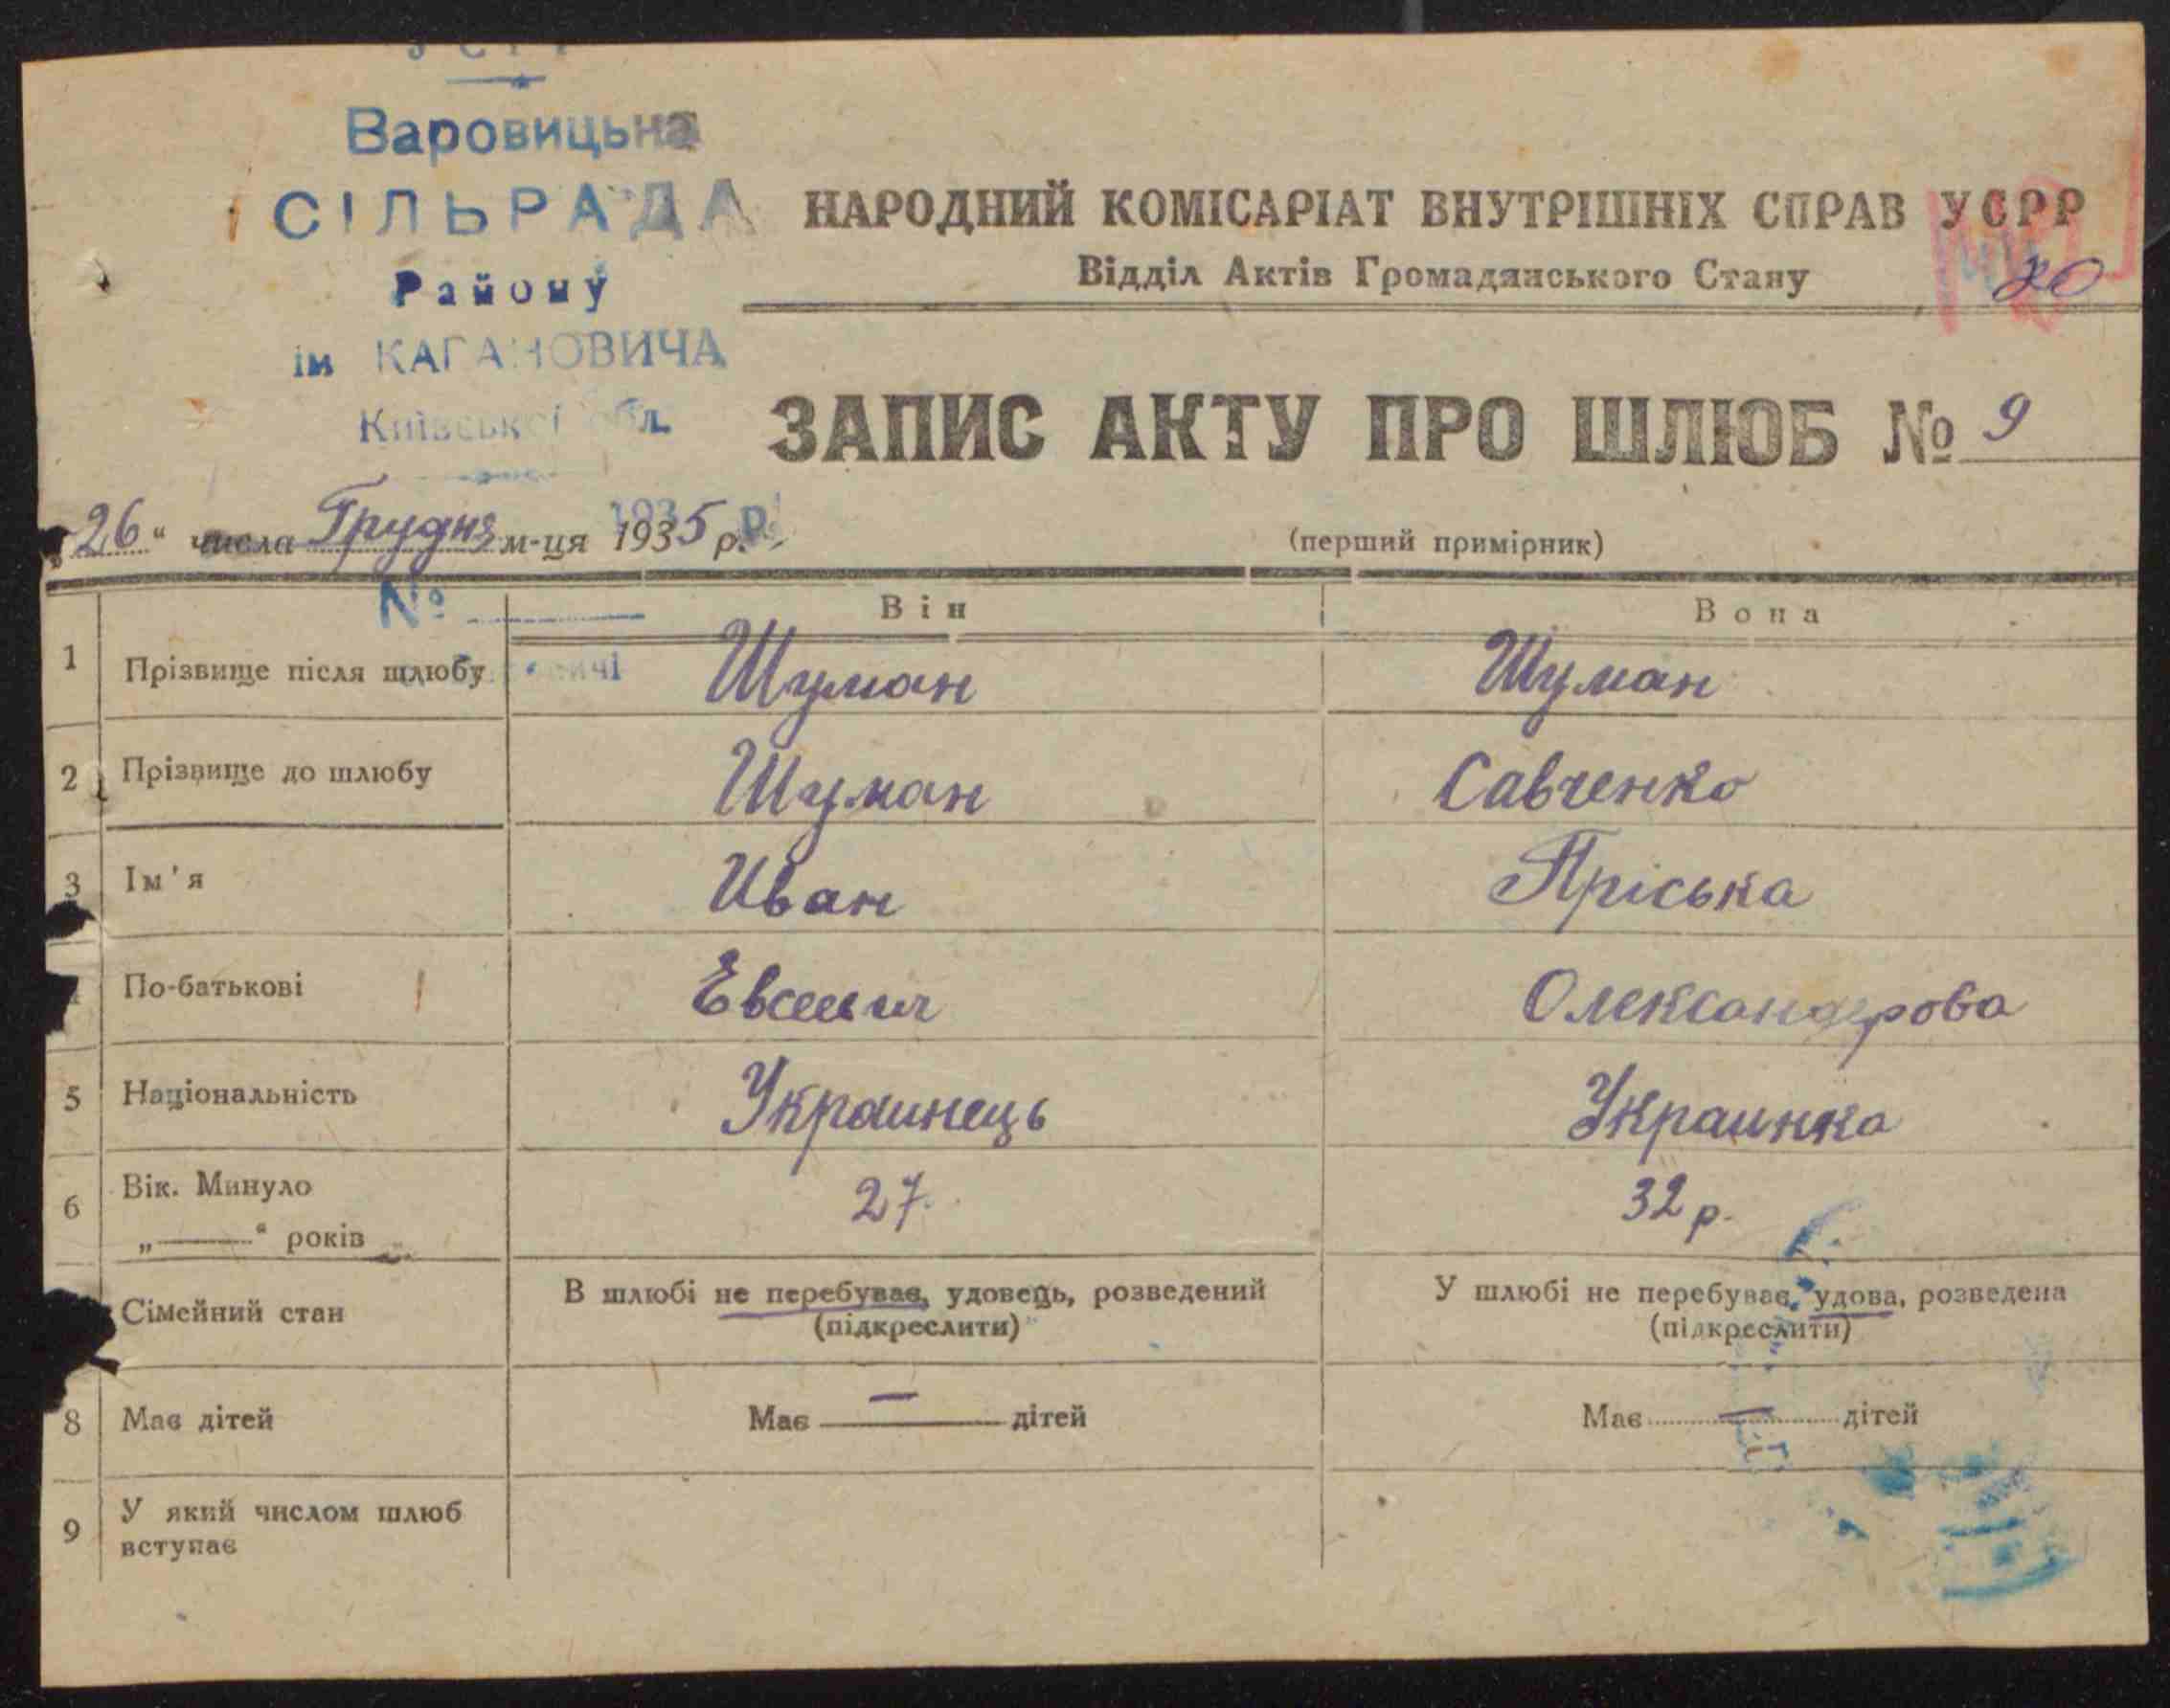 УСРР
Варовицьна
СІЛЬРАДА
Району
ім КАГАНОВИЧА
Київської обл.
НАРОДНИЙ КОМІСАРІАТ ВНУТРІШНІХ СПРАВ УСРР
Відділ Актів Громадянського Стану
20
ЗАПИС АКТУ ПРО ШЛЮБ № 9
„26“ числа Грудня м-ця 1935 р.
193 р.
(перший примірник)
№
Він Вона
1 Прізвище після шлюбу Шуман Шуман
2 Прізвище до шлюбу Шуман Савченко
3 Ім'я Иван Пріська
По-батькові Евсеевич Олександрова
5 Національність Украинець Украинка
6 Вік. Минуло 27. 32 р.
„—“ років
Сімейний стан В шлюбі не перебуває, удовець, розведений У шлюбі не перебуває, удова, розведена
(підкреслити) (підкреслити)
8 Має дітей Має — дітей Має — дітей
9 У який числом шлюб
вступає